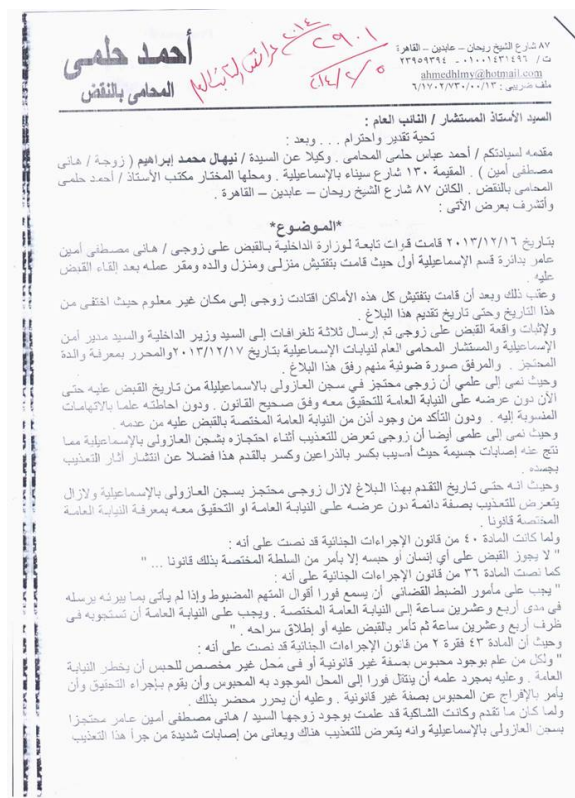 أحمد حلمى
المحامى بالنقض
٨٧ شارع الشيخ ريحان – عابدين – القاهرة
ت / ٠١٠٠١٤٣١٤٩٦ - ٢٣٩٥٩٣٩٤
ahmedhlmy@hotmail.com
ملف ضريبى : ٦/١٧٠٢/٧٣٠/٠٠/١٣
٢٩٠١
٢٠١٤
السيد الأستاذ المستشار / النائب العام :
تحية تقدير واحترام . . . وبعد :
مقدمه لسيادتكم / أحمد عباس حلمى المحامى . وكيلا عن السيدة / نيهال محمد إبراهيم ( زوجة / هانى
مصطفى أمين ) . المقيمة ١٣٠ شارع سيناء بالإسماعيلية . ومحلها المختار مكتب الأستاذ / أحمد حلمى
المحامى بالنقض . الكائن ٨٧ شارع الشيخ ريحان – عابدين – القاهرة .
وأتشرف بعرض الآتى :
*الموضوع*
بتاريخ ٢٠١٣/١٢/١٦ قامت قوات تابعة لوزارة الداخلية بالقبض على زوجى / هانى مصطفى أمين
عامر بدائرة قسم الإسماعيلية أول حيث قامت بتفتيش منزلى ومنزل والده ومقر عمله بعد إلقاء القبض
عليه .
وعقب ذلك وبعد أن قامت بتفتيش كل هذه الأماكن اقتادت زوجى إلى مكان غير معلوم حيث اختفى من
هذا التاريخ وحتى تاريخ تقديم هذا البلاغ .
ولإثبات واقعة القبض على زوجى تم إرسال ثلاثة تلغرافات إلى السيد وزير الداخلية والسيد مدير أمن
الإسماعيلية والمستشار المحامى العام لنيابات الإسماعيلية بتاريخ ٢٠١٣/١٢/١٧ والمحرر بمعرفة والدة
المحتجز . والمرفق صورة ضوئية منهم رفق هذا البلاغ .
وحيث نمى إلى علمي أن زوجي محتجز في سجن العازولى بالاسماعيليلة من تاريخ القبض عليه حتى
الأن دون عرضه على النيابة العامة للتحقيق معه وفق صحيح القانون . ودون احاطته علما بالاتهامات
المنسوبة إليه . ودون التأكد من وجود أذن من النيابة العامة المختصة بالقبض عليه من عدمه .
وحيث نمى إلى علمى أيضا أن زوجى تعرض للتعذيب أثناء احتجازه بشجن العازولى بالإسماعيلية مما
نتج عنه إصابات جسيمة حيث أصيب بكسر بالذراعين وكسر بالقدم هذا فضلا عن انتشار أثار التعذيب
بجسده .
وحيث انه حتى تاريخ التقدم بهذا البلاغ لازال زوجى محتجز بسجن العازولى بالإسماعيلية ولازال
يتعرض للتعذيب بصفة دائمة دون عرضه على النيابة العامة او التحقيق معه بمعرفة النيابة العامة
المختصة قانونا .
ولما كانت المادة ٤٠ من قانون الإجراءات الجنائية قد نصت على أنه :
" لا يجوز القبض على أي إنسان أو حبسه إلا بأمر من السلطة المختصة بذلك قانونا ... "
كما نصت المادة ٣٦ من قانون الإجراءات الجنائية على أنه :
" يجب على مأمور الضبط القضائي أن يسمع فورا أقوال المتهم المضبوط وإذا لم يأتى بما يبرئه يرسله
فى مدى أربع وعشرين ساعة إلى النيابة العامة المختصة . ويجب على النيابة العامة أن تستجوبه فى
ظرف أربع وعشرين ساعة ثم تأمر بالقبض عليه أو إطلاق سراحه . "
وحيث أن المادة ٤٣ فقرة ٢ من قانون الإجراءات الجنائية قد نصت على أنه :
" ولكل من علم بوجود محبوس بصفة غير قانونية أو فى محل غير مخصص للحبس أن يخطر النيابة
العامة . وعليه بمجرد علمه أن ينتقل فورا إلى المحل الموجود به المحبوس وأن يقوم بإجراء التحقيق وأن
يأمر بالإفراج عن المحبوس بصفة غير قانونية . وعليه أن يحرر محضر بذلك .
ولما كان ما تقدم وكانت الشاكية قد علمت بوجود زوجها السيد / هانى مصطفى أمين عامر محتجزا
بسجن العازولى بالإسماعيلية وانه يتعرض للتعذيب هناك ويعانى من إصابات شديدة من جرأ هذا التعذيب